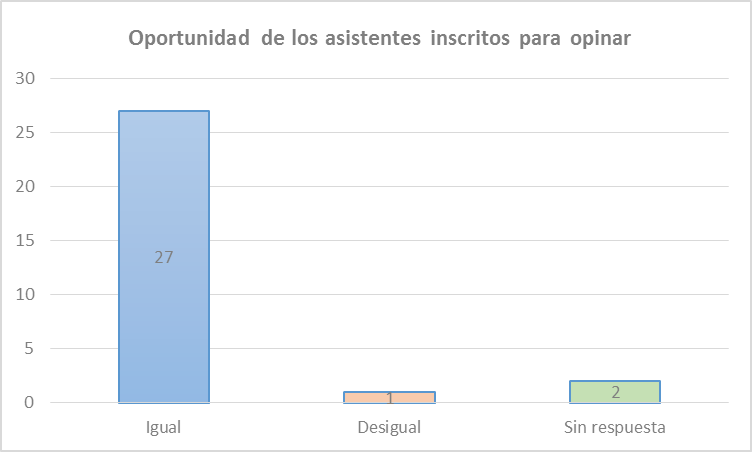 Oportunidad de los asistentes inscritos para opinar
30
25
20
15
10
5
0
27
1
2
Igual
Desigual
Sin respuesta